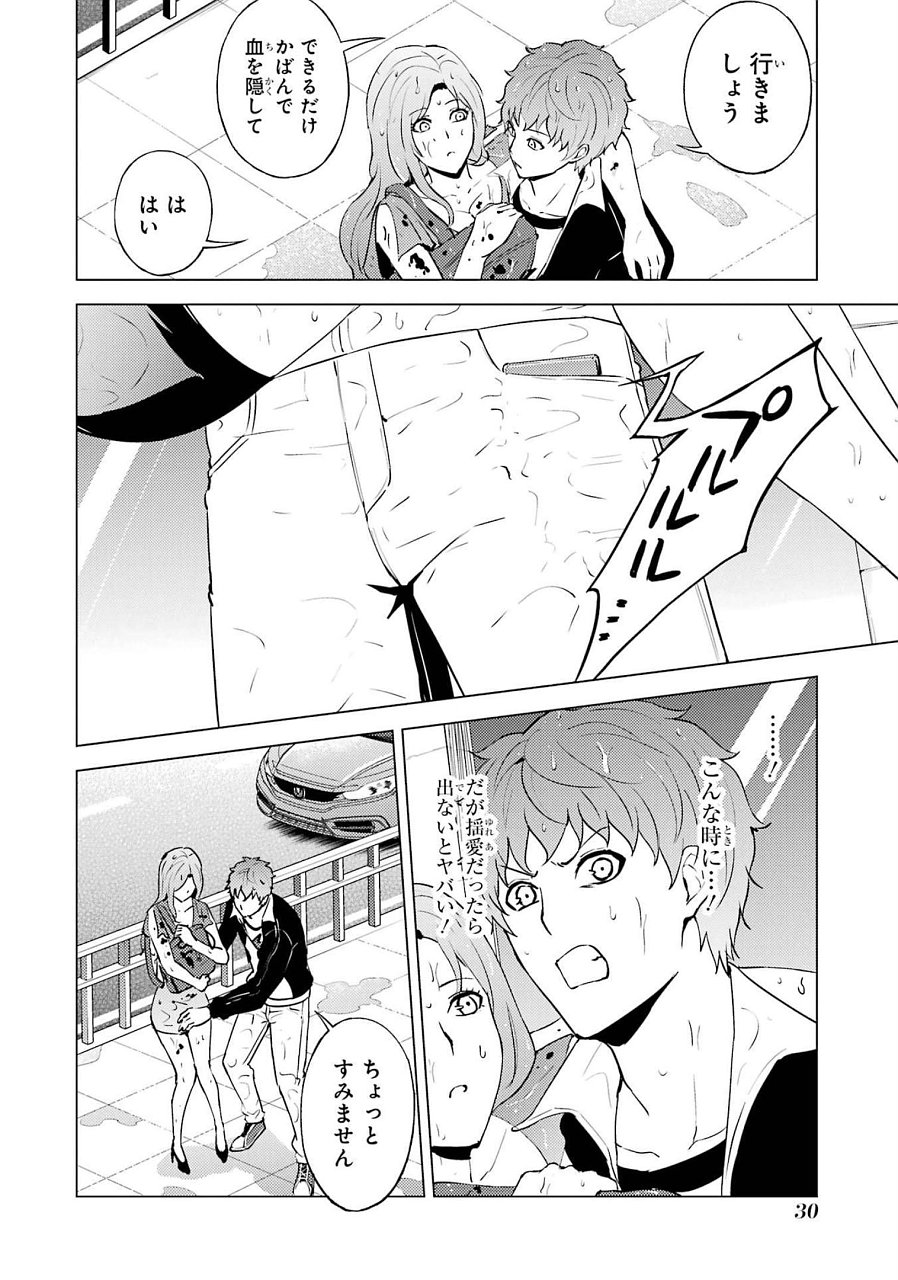 行きま
しょう
できるだけ
かばんで
血を隠して
は
はい
プルルルル…
……!
こんな時に…!
だが揺愛だったら
出ないとヤバい!
ちょっと
すみません
30